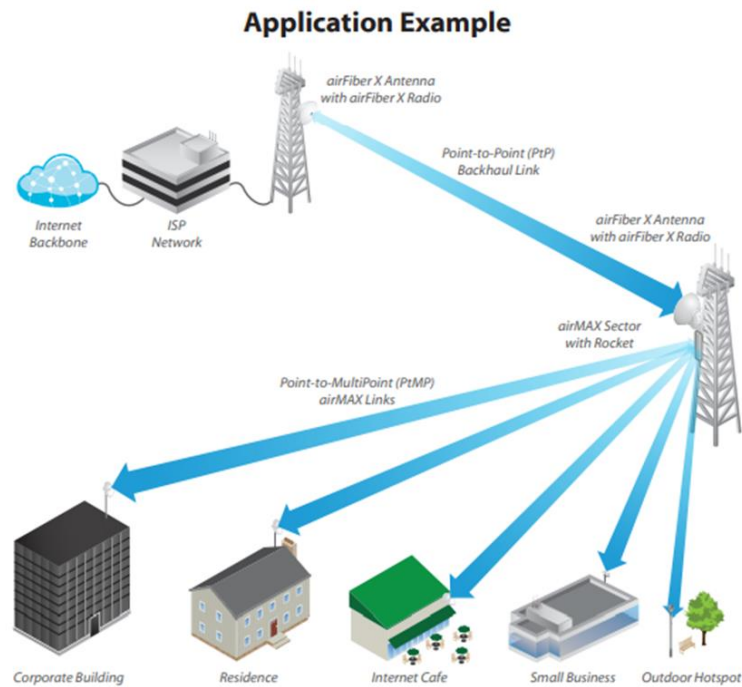 Application Example
airFiber X Antenna
with airFiber X Radio
Point-to-Point (PtP)
Backhaul Link
Internet
Backbone
ISP
Network
airFiber X Antenna
with airFiber X Radio
airMAX Sector
with Rocket
Point-to-MultiPoint (PtMP)
airMAX Links
Corporate Building
Residence
Internet Cafe
Small Business
Outdoor Hotspot